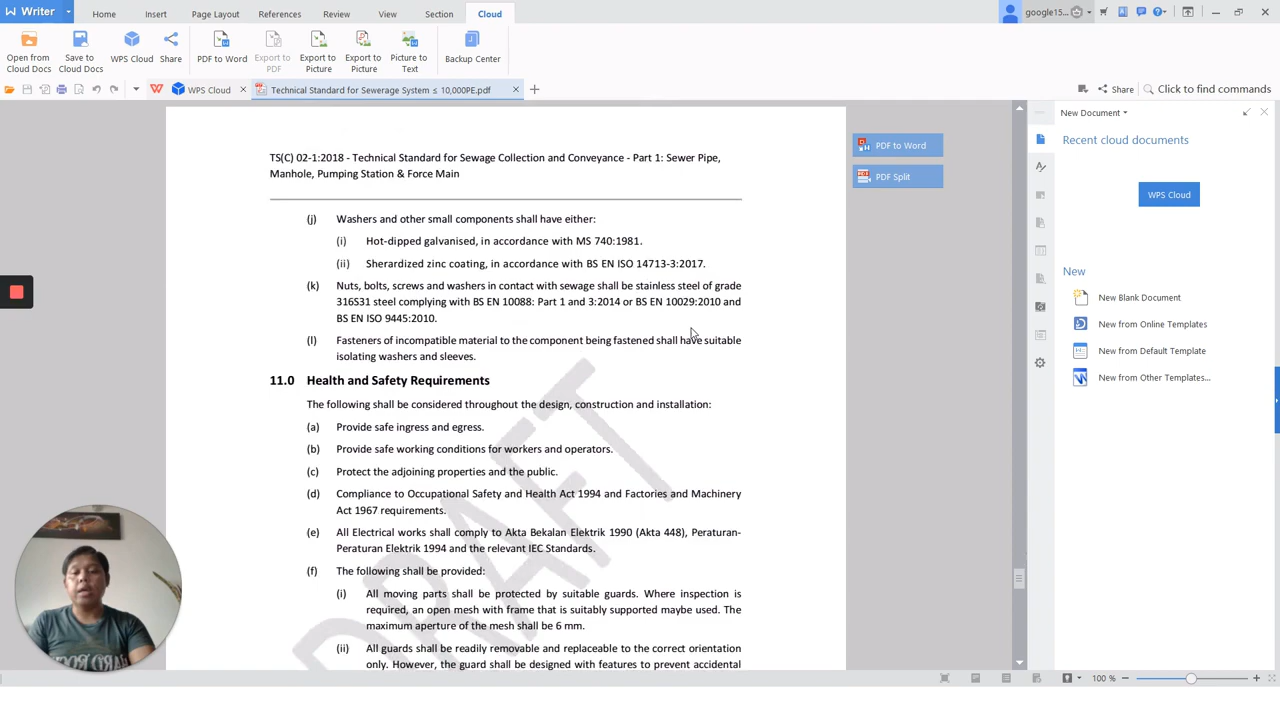 Writer
Home
Insert
Page Layout
References
Review
View
Section
Cloud
google15...
Open from
Cloud Docs
Save to
Cloud Docs
WPS Cloud
Share
PDF to Word
Export to
PDF
Export to
Picture
Export to
Picture
Picture to
Text
Backup Center
WPS Cloud
Technical Standard for Sewerage System ≤ 10,000PE.pdf
Share
Click to find commands
TS(C) 02-1:2018 - Technical Standard for Sewage Collection and Conveyance - Part 1: Sewer Pipe,
Manhole, Pumping Station & Force Main
(j) Washers and other small components shall have either:
(i) Hot-dipped galvanised, in accordance with MS 740:1981.
(ii) Sherardized zinc coating, in accordance with BS EN ISO 14713-3:2017.
(k) Nuts, bolts, screws and washers in contact with sewage shall be stainless steel of grade
316S31 steel complying with BS EN 10088: Part 1 and 3:2014 or BS EN 10029:2010 and
BS EN ISO 9445:2010.
(l) Fasteners of incompatible material to the component being fastened shall have suitable
isolating washers and sleeves.
11.0 Health and Safety Requirements
The following shall be considered throughout the design, construction and installation:
(a) Provide safe ingress and egress.
(b) Provide safe working conditions for workers and operators.
(c) Protect the adjoining properties and the public.
(d) Compliance to Occupational Safety and Health Act 1994 and Factories and Machinery
Act 1967 requirements.
(e) All Electrical works shall comply to Akta Bekalan Elektrik 1990 (Akta 448), Peraturan-
Peraturan Elektrik 1994 and the relevant IEC Standards.
(f) The following shall be provided:
(i) All moving parts shall be protected by suitable guards. Where inspection is
required, an open mesh with frame that is suitably supported maybe used. The
maximum aperture of the mesh shall be 6 mm.
(ii) All guards shall be readily removable and replaceable to the correct orientation
only. However, the guard shall be designed with features to prevent accidental
DRAFT
PDF to Word
PDF Split
New Document
Recent cloud documents
WPS Cloud
New
New Blank Document
New from Online Templates
New from Default Template
New from Other Templates...
100 %